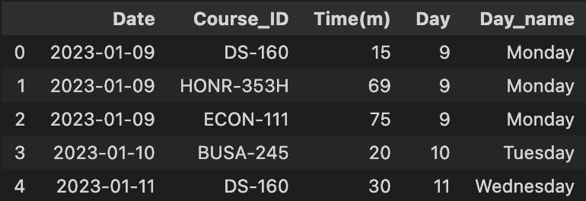 Date Course_ID Time(m) Day Day_name
0 2023-01-09 DS-160 15 9 Monday
1 2023-01-09 HONR-353H 69 9 Monday
2 2023-01-09 ECON-111 75 9 Monday
3 2023-01-10 BUSA-245 20 10 Tuesday
4 2023-01-11 DS-160 30 11 Wednesday